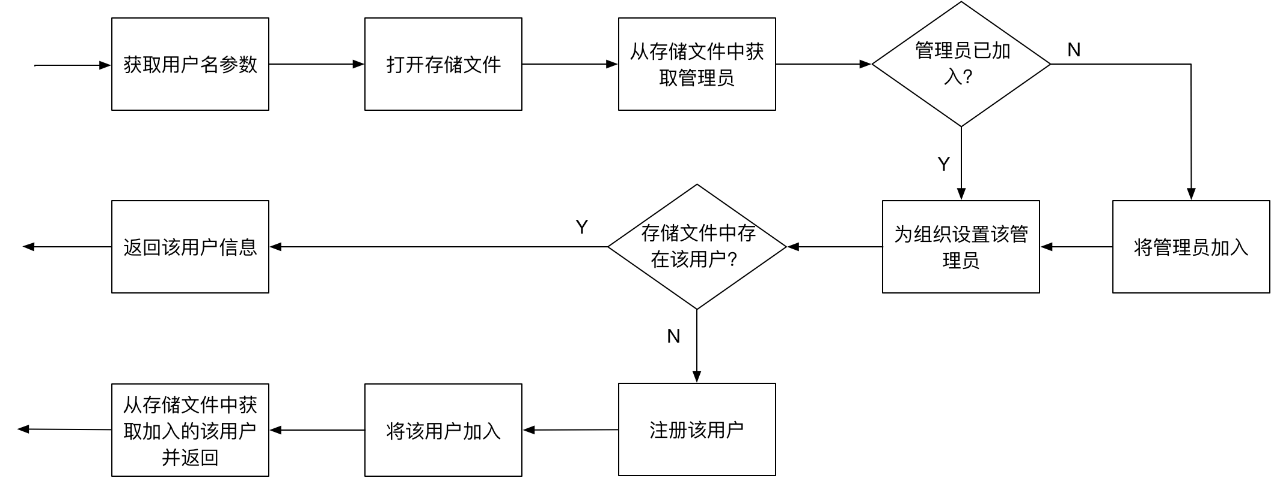 获取用户名参数
打开存储文件
从存储文件中获
取管理员
管理员已加
入?
N
Y
返回该用户信息
Y
存储文件中存
在该用户?
为组织设置该管
理员
将管理员加入
N
从存储文件中获
取加入的该用户
并返回
将该用户加入
注册该用户